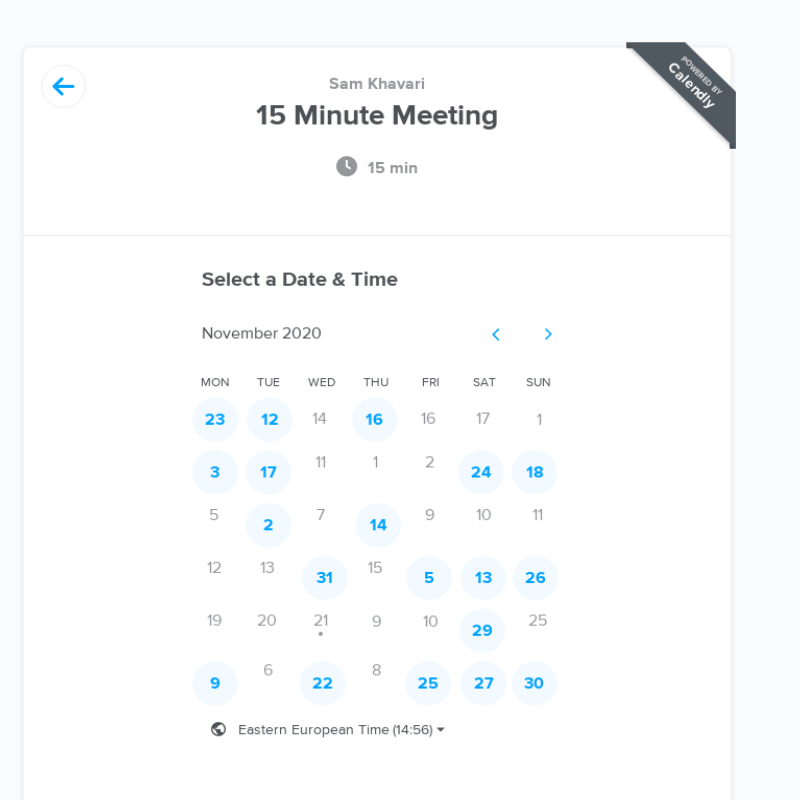 POWERED BY
Calendly
Sam Khavari
15 Minute Meeting
15 min
Select a Date & Time
November 2020
MON TUE WED THU FRI SAT SUN
23 12 14 16 16 17 1
3 17 11 1 2 24 18
5 2 7 14 9 10 11
12 13 31 15 5 13 26
19 20 21 9 10 29 25
9 6 22 8 25 27 30
Eastern European Time (14:56)